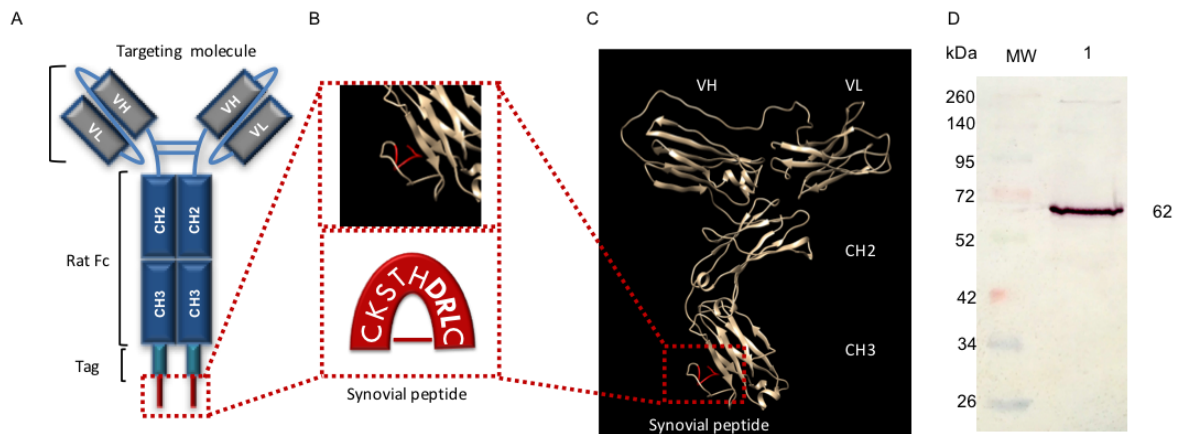 A
B
C
D
Targeting molecule
VH
VL
VH
VL
CH2
CH2
CH3
CH3
Rat Fc
Tag
CKSTHDRLC
Synovial peptide
VH
VL
CH2
CH3
Synovial peptide
kDa
MW
1
260
140
95
72
62
52
42
34
26